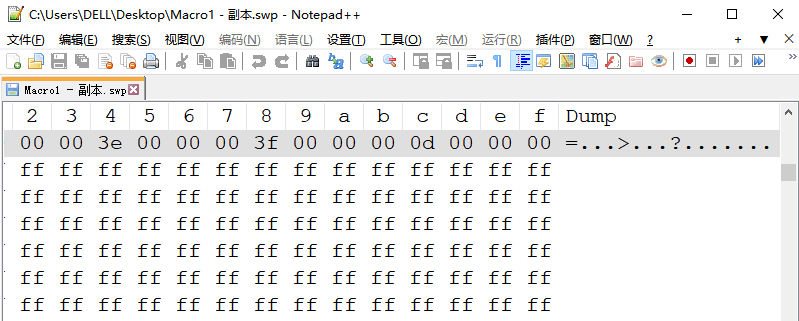 C:\Users\DELL\Desktop\Macro1 - 副本.swp - Notepad++
文件(F) 编辑(E) 搜索(S) 视图(V) 编码(N) 语言(L) 设置(T) 工具(O) 宏(M) 运行(R) 插件(P) 窗口(W) ? + ▼ X
Macro1 - 副本.swp
2 3 4 5 6 7 8 9 a b c d e f Dump
00 00 3e 00 00 00 3f 00 00 00 0d 00 00 00 =...>...?.......
ff ff ff ff ff ff ff ff ff ff ff ff ff ff
ff ff ff ff ff ff ff ff ff ff ff ff ff ff
ff ff ff ff ff ff ff ff ff ff ff ff ff ff
ff ff ff ff ff ff ff ff ff ff ff ff ff ff
ff ff ff ff ff ff ff ff ff ff ff ff ff ff
ff ff ff ff ff ff ff ff ff ff ff ff ff ff